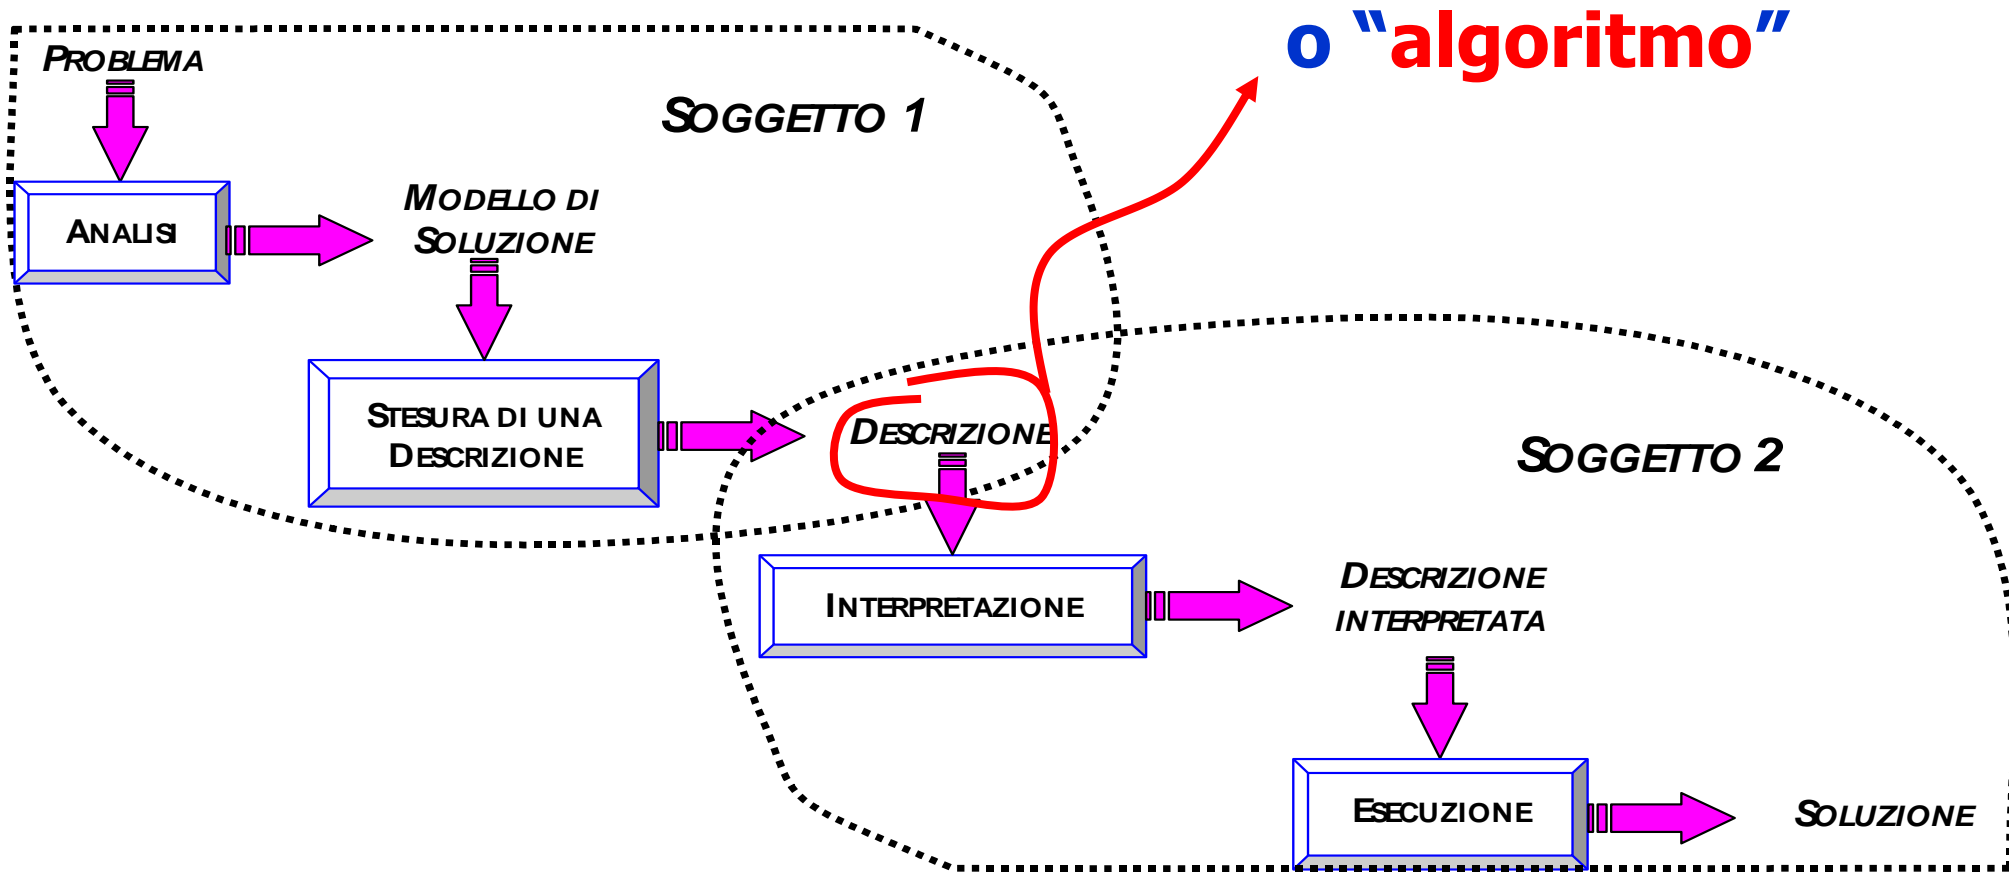 o “algoritmo”
PROBLEMA
SOGGETTO 1
ANALISI
MODELLO DI
SOLUZIONE
STESURA DI UNA
DESCRIZIONE
DESCRIZIONE
SOGGETTO 2
INTERPRETAZIONE
DESCRIZIONE
INTERPRETATA
ESECUZIONE
SOLUZIONE